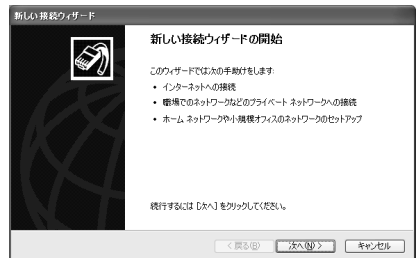 新しい接続ウィザード
新しい接続ウィザードの開始
このウィザードでは次の手助けをします:
• インターネットへの接続
• 職場でのネットワークなどのプライベート ネットワークへの接続
• ホーム ネットワークや小規模オフィスのネットワークのセットアップ
続行するには [次へ] をクリックしてください。
< 戻る(B)
次へ(N) >
キャンセル